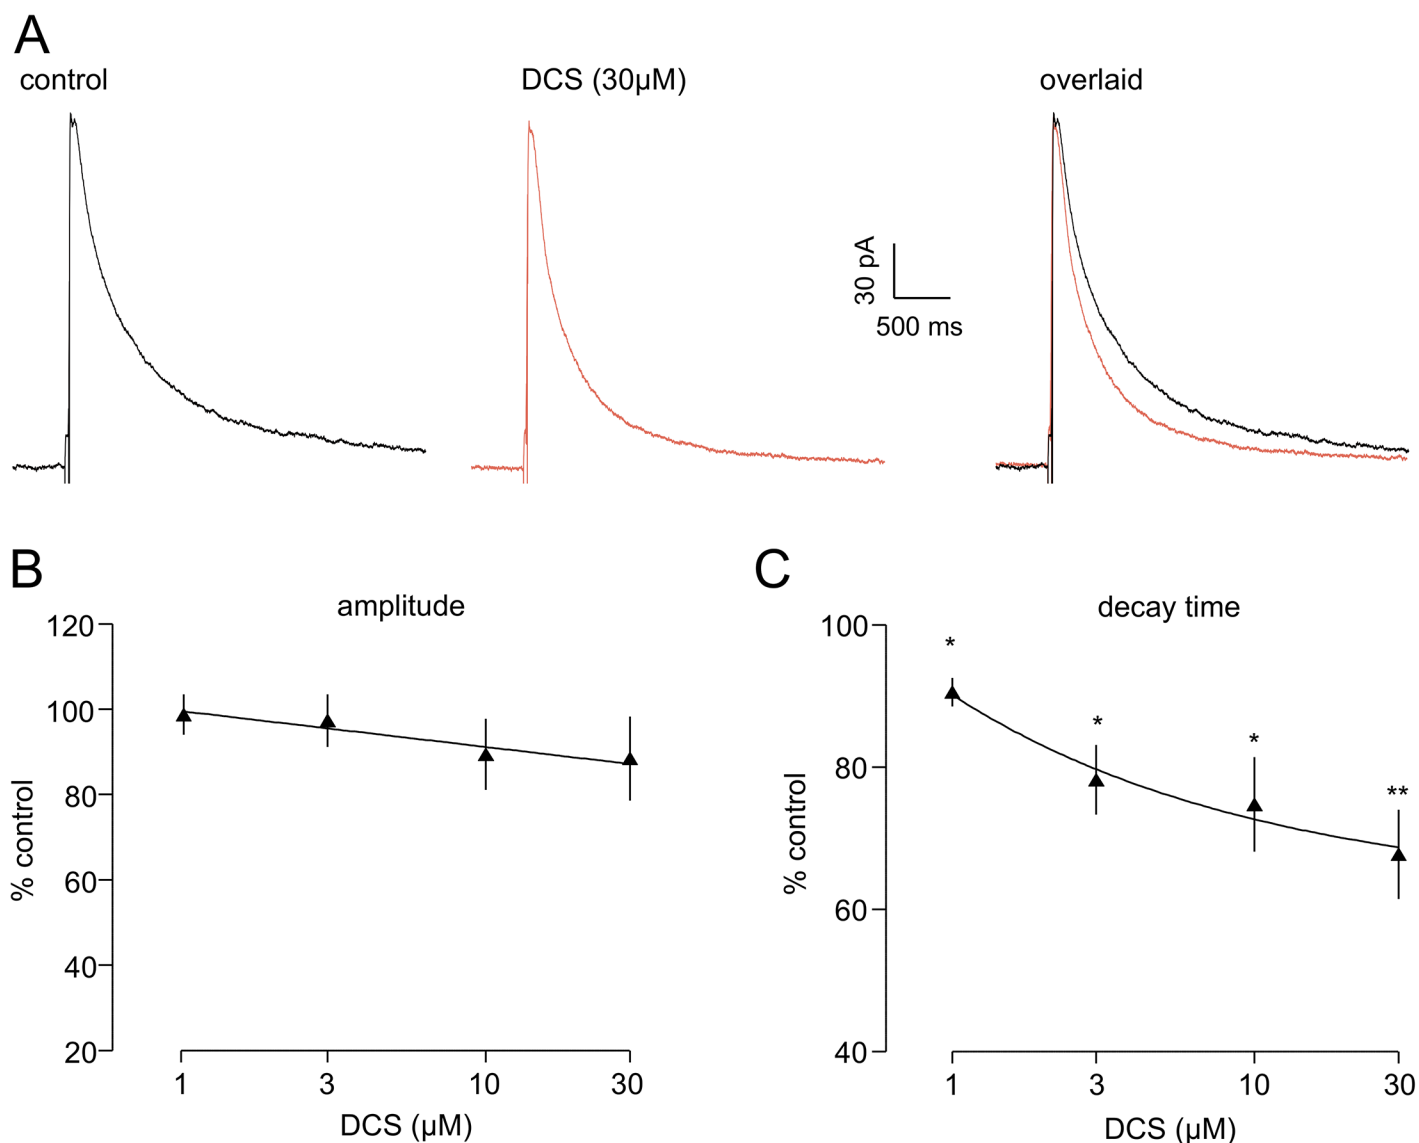 A
control
DCS (30μM)
overlaid
30 pA
500 ms
B
amplitude
120
100
80
60
40
20
% control
1
3
10
30
DCS (μM)
C
decay time
100
80
60
40
% control
*
*
*
**
1
3
10
30
DCS (μM)